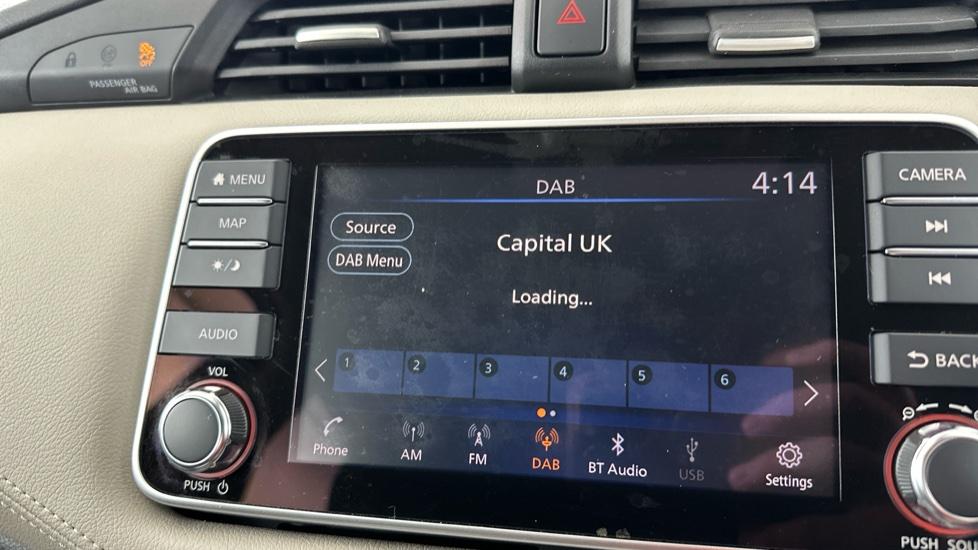 OFF
PASSENGER
AIR BAG
MENU
MAP
AUDIO
VOL
PUSH
DAB
4:14
Source
DAB Menu
Capital UK
Loading...
1 2 3 4 5 6
Phone AM FM DAB BT Audio USB Settings
CAMERA
BACK
PUSH SOU